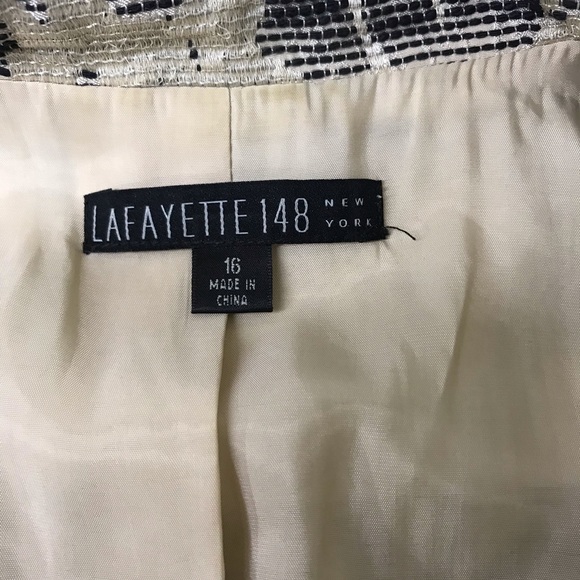 LAFAYETTE 148 NEW YORK
16
MADE IN
CHINA